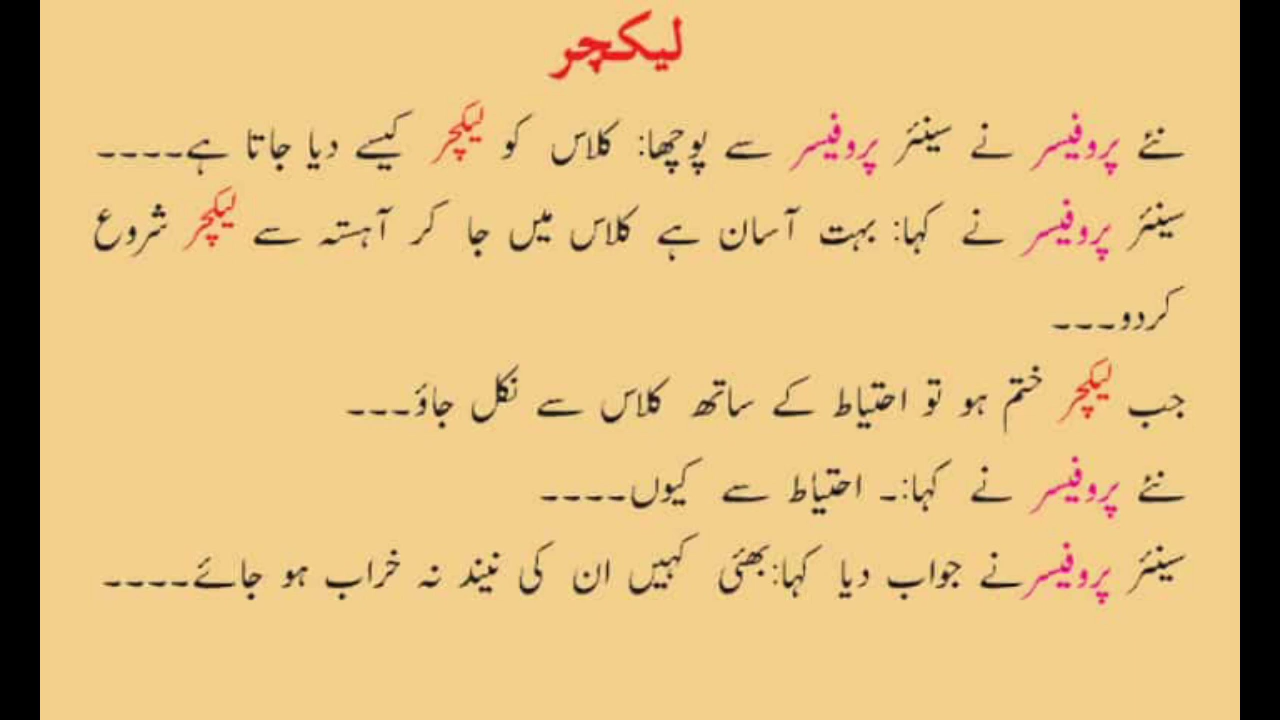 لیکچر
نئے پروفیسر نے سینئر پروفیسر سے پوچھا: کلاس کو لیکچر کیسے دیا جاتا ہے۔۔۔۔
سینئر پروفیسر نے کہا: بہت آسان ہے کلاس میں جا کر آہستہ سے لیکچر شروع
کردو۔۔۔
جب لیکچر ختم ہو تو احتیاط کے ساتھ کلاس سے نکل جاؤ۔۔۔
نئے پروفیسر نے کہا:۔ احتیاط سے کیوں۔۔۔۔
سینئر پروفیسرنے جواب دیا کہا:بھئی کہیں ان کی نیند نہ خراب ہو جائے۔۔۔۔